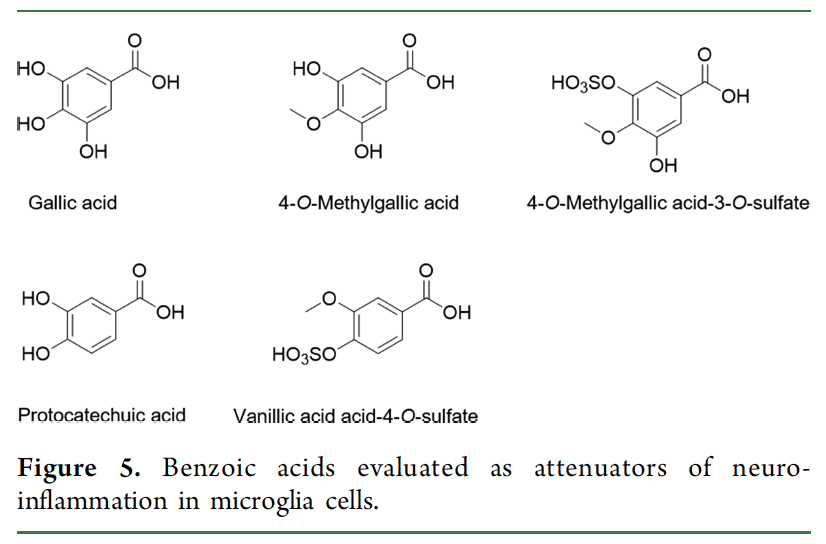 O
HO
OH
HO
OH
Gallic acid
O
HO
OH
O
OH
4-O-Methylgallic acid
O
HO₃SO
OH
O
OH
4-O-Methylgallic acid-3-O-sulfate
O
HO
OH
HO
Protocatechuic acid
O
O
OH
HO₃SO
Vanillic acid acid-4-O-sulfate
Figure 5. Benzoic acids evaluated as attenuators of neuro-
inflammation in microglia cells.